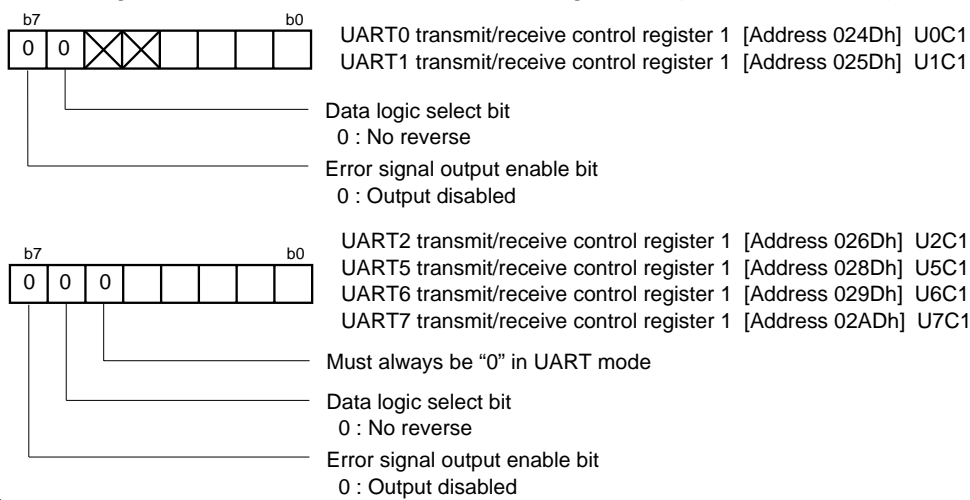 b7 b0
0 0
UART0 transmit/receive control register 1 [Address 024Dh] U0C1
UART1 transmit/receive control register 1 [Address 025Dh] U1C1
Data logic select bit
0 : No reverse
Error signal output enable bit
0 : Output disabled
UART2 transmit/receive control register 1 [Address 026Dh] U2C1
b7 b0
UART5 transmit/receive control register 1 [Address 028Dh] U5C1
0 0 0
UART6 transmit/receive control register 1 [Address 029Dh] U6C1
UART7 transmit/receive control register 1 [Address 02ADh] U7C1
Must always be “0” in UART mode
Data logic select bit
0 : No reverse
Error signal output enable bit
0 : Output disabled